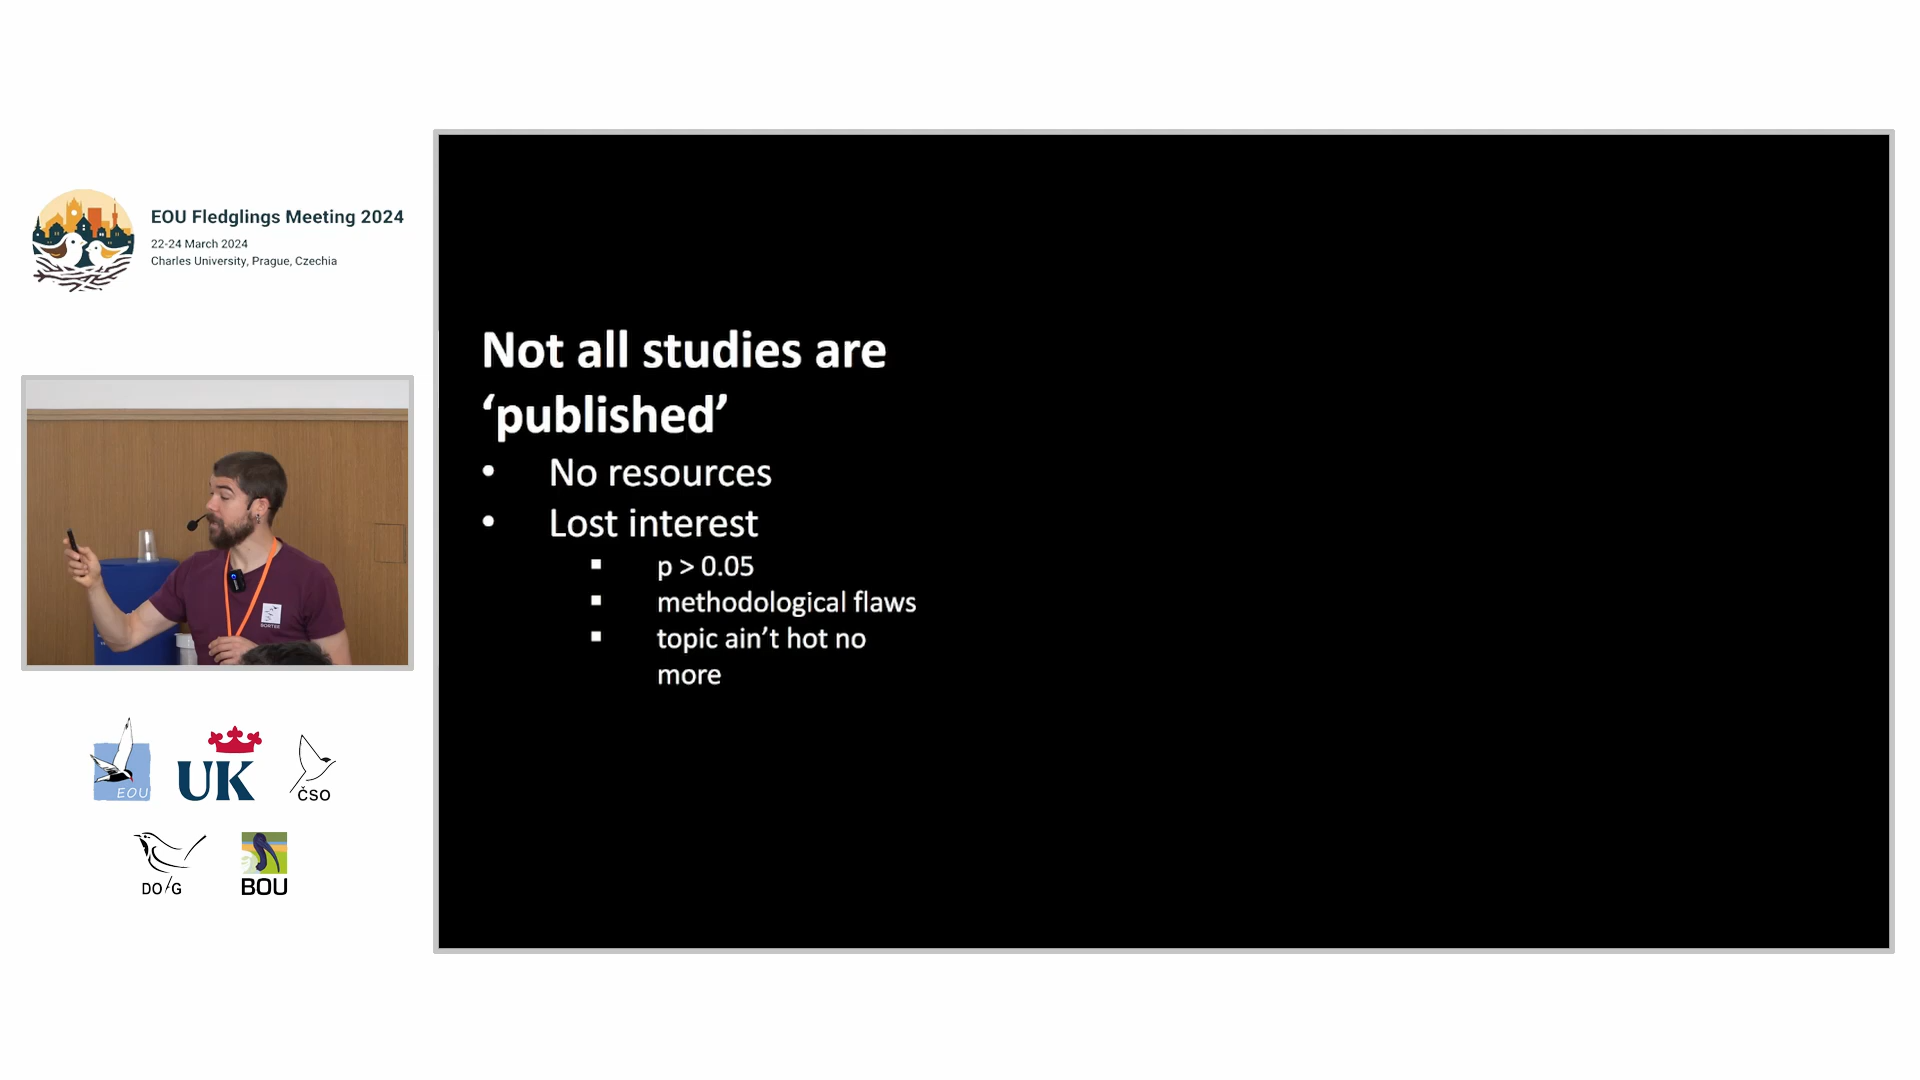 EOU Fledglings Meeting 2024
22-24 March 2024
Charles University, Prague, Czechia
Not all studies are
‘published’
• No resources
• Lost interest
▪ p > 0.05
▪ methodological flaws
▪ topic ain’t hot no
more
EOU
UK
ČSO
DO/G
BOU